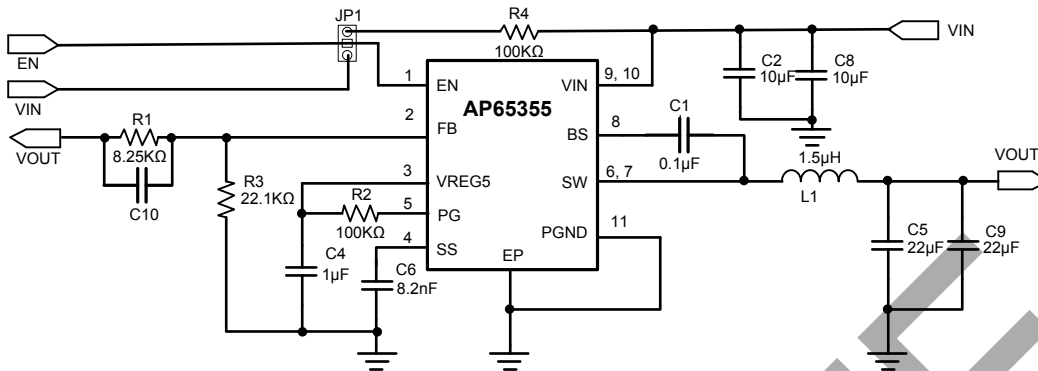 JP1
R4
100KΩ
EN
VIN
VIN
C2
10µF
C8
10µF
1
EN
AP65355
VIN
9, 10
2
FB
BS
8
C1
0.1µF
VOUT
R1
8.25KΩ
C10
R3
22.1KΩ
3
VREG5
SW
6, 7
1.5µH
L1
VOUT
R2
100KΩ
5
PG
4
SS
PGND
11
EP
C4
1µF
C6
8.2nF
C5
22µF
C9
22µF